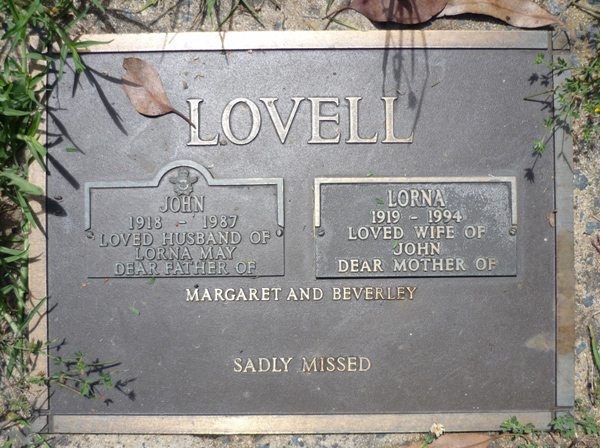 LOVELL
JOHN
1918 - 1987
LOVED HUSBAND OF
LORNA MAY
DEAR FATHER OF
LORNA
1919 - 1994
LOVED WIFE OF
JOHN
DEAR MOTHER OF
MARGARET AND BEVERLEY
SADLY MISSED